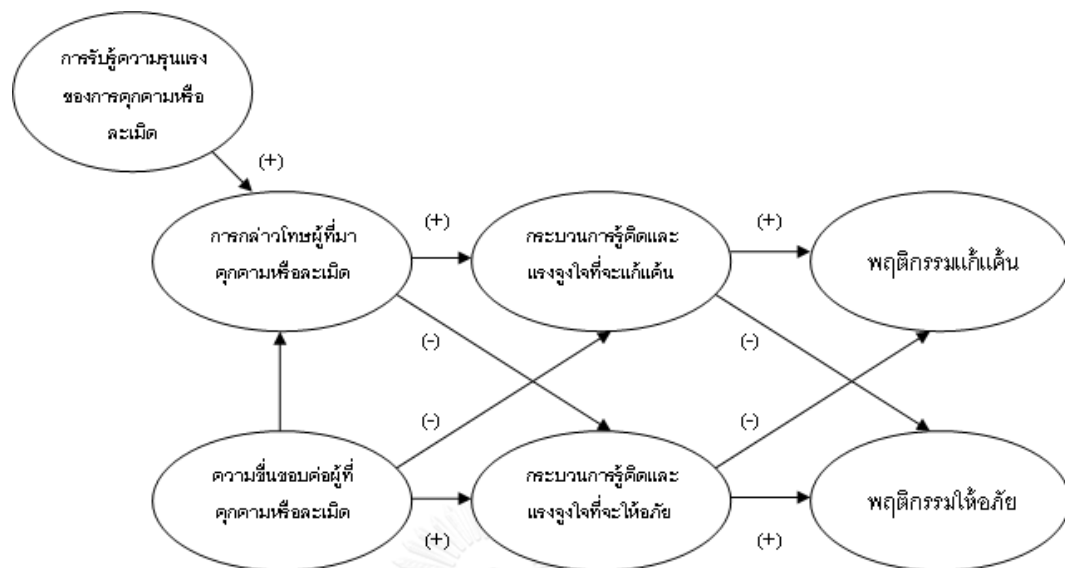 การรับรู้ความรุนแรง
ของการคุกคามหรือ
ละเมิด
(+)
การกล่าวโทษผู้ที่มา
คุกคามหรือละเมิด
(+)
กระบวนการรู้คิดและ
แรงจูงใจที่จะแก้แค้น
(+)
พฤติกรรมแก้แค้น
(-)
(-)
(-)
(-)
ความชื่นชอบต่อผู้ที่
คุกคามหรือละเมิด
(+)
กระบวนการรู้คิดและ
แรงจูงใจที่จะให้อภัย
(+)
พฤติกรรมให้อภัย